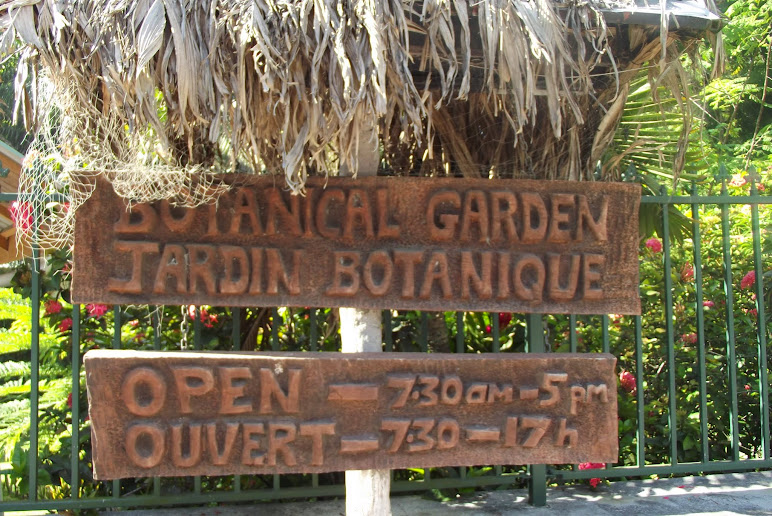 BOTANICAL GARDEN
JARDIN BOTANIQUE
OPEN - 7.30 am - 5 pm
OUVERT - 7.30 - 17 h